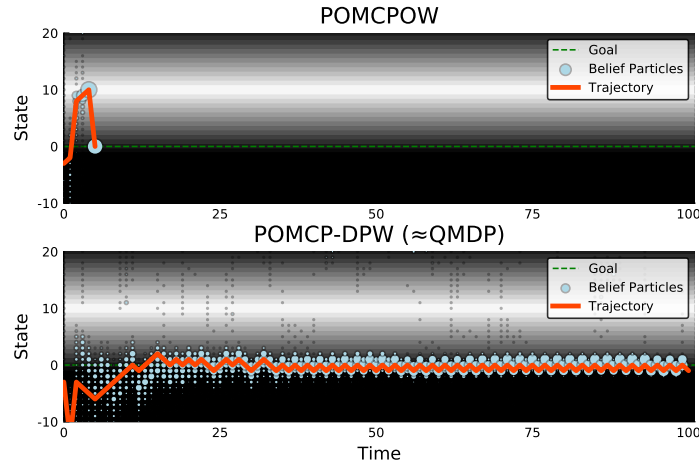 POMCPOW
20
10
0
-10
State
Goal
Belief Particles
Trajectory
0 25 50 75 100
POMCP-DPW (≈QMDP)
20
10
0
-10
State
Goal
Belief Particles
Trajectory
0 25 50 75 100
Time